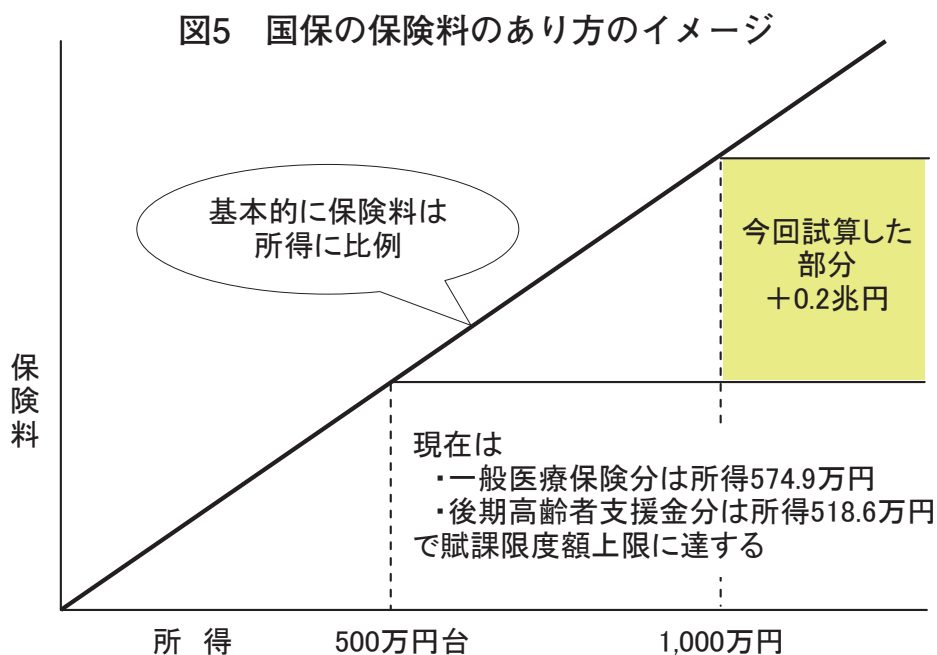 図5　国保の保険料のあり方のイメージ
基本的に保険料は
所得に比例
今回試算した
部分
＋0.2兆円
保険料
現在は
・一般医療保険分は所得574.9万円
・後期高齢者支援金分は所得518.6万円
で賦課限度額上限に達する
所 得
500万円台
1,000万円